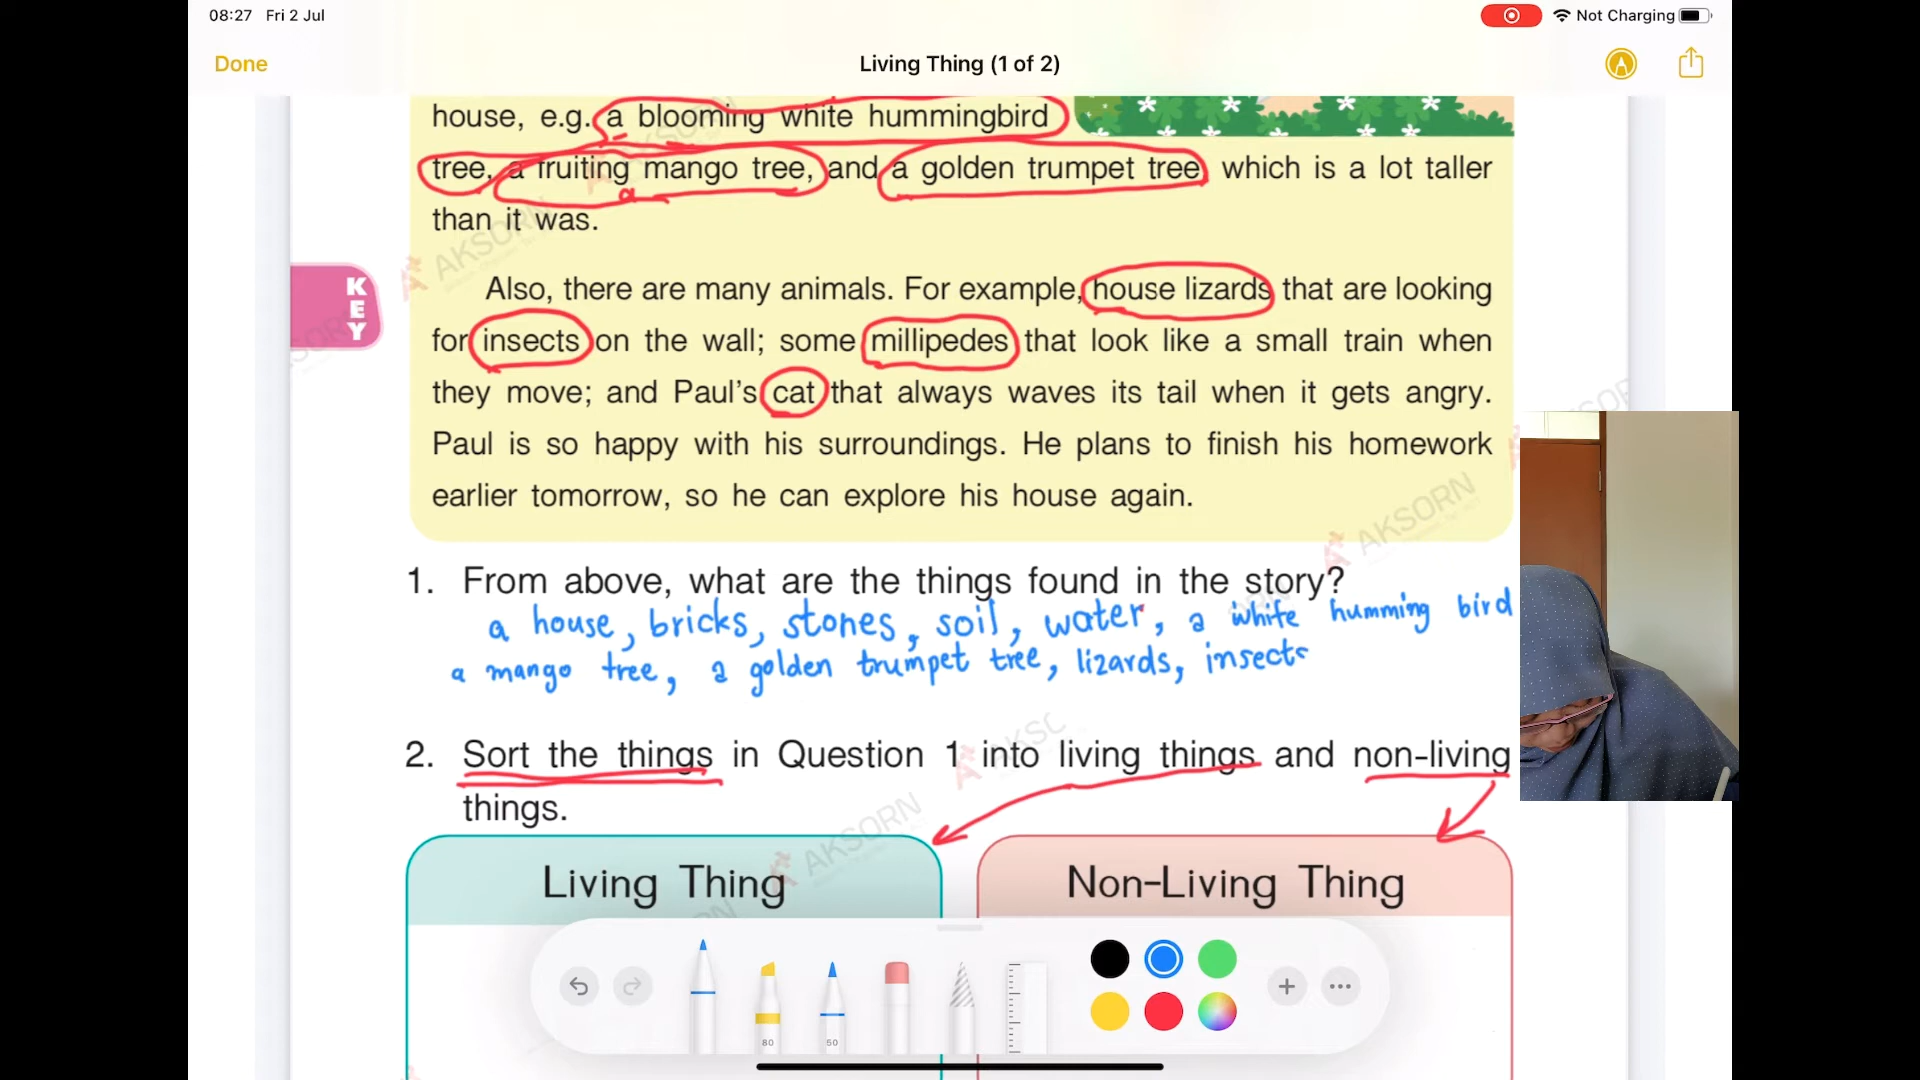 08:27 Fri 2 Jul
Not Charging
Done
Living Thing (1 of 2)
house, e.g. a blooming white hummingbird
tree, a fruiting mango tree, and a golden trumpet tree which is a lot taller
than it was.
KEY
Also, there are many animals. For example, house lizards that are looking
for insects on the wall; some millipedes that look like a small train when
they move; and Paul's cat that always waves its tail when it gets angry.
Paul is so happy with his surroundings. He plans to finish his homework
earlier tomorrow, so he can explore his house again.
1. From above, what are the things found in the story?
a house, bricks, stones, soil, water, a white humming bird
a mango tree, a golden trumpet tree, lizards, insects
2. Sort the things in Question 1 into living things and non-living
things.
Living Thing
Non-Living Thing
80
50
AKSORN
AKSORN
AKSORN